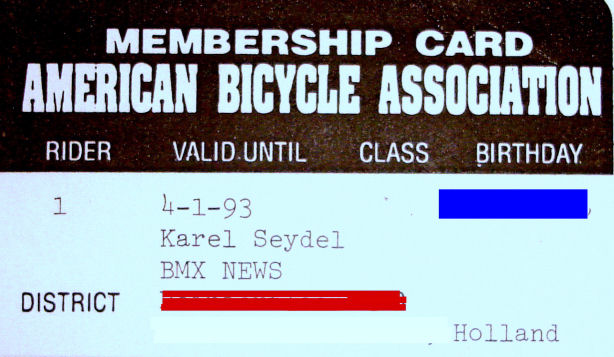 MEMBERSHIP CARD
AMERICAN BICYCLE ASSOCIATION
RIDER VALID UNTIL CLASS BIRTHDAY
1 4-1-93
Karel Seydel
BMX NEWS
DISTRICT
, Holland